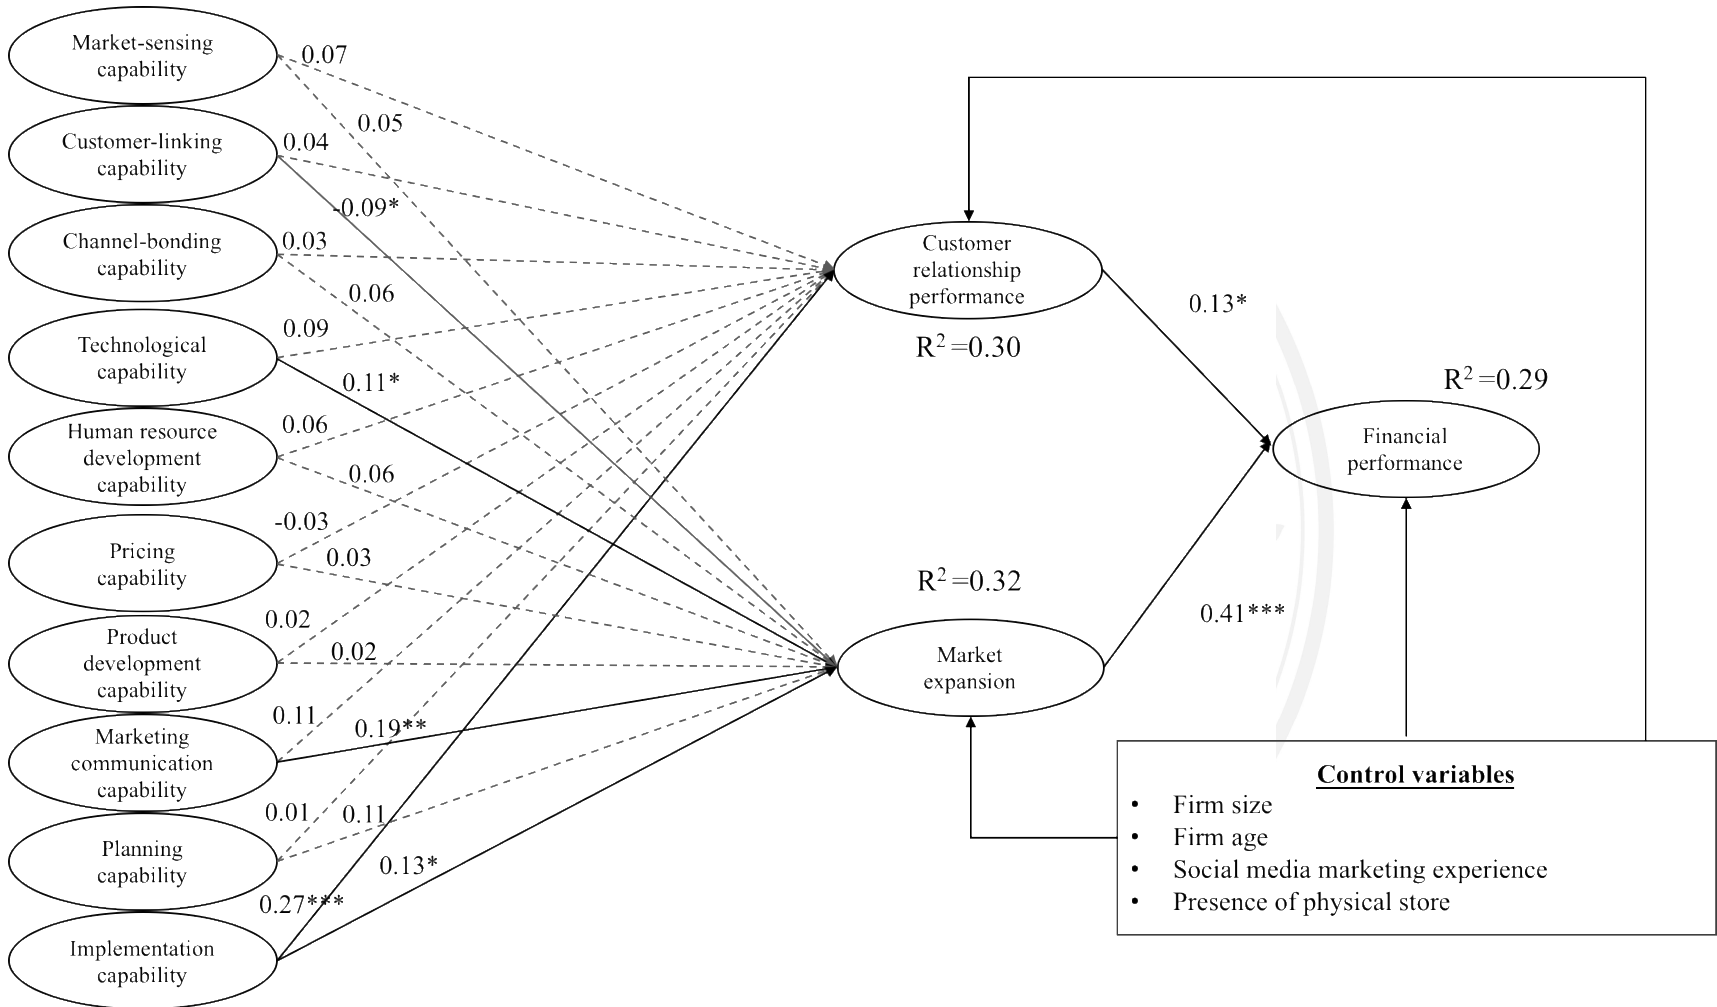 Market-sensing
capability
0.07
0.05
Customer-linking
capability
0.04
-0.09*
Channel-bonding
capability
0.03
0.06
Technological
capability
0.09
0.11*
Human resource
development
capability
0.06
0.06
Pricing
capability
-0.03
0.03
Product
development
capability
0.02
0.02
Marketing
communication
capability
0.11
0.19**
Planning
capability
0.01
0.11
Implementation
capability
0.27***
0.13*
Customer
relationship
performance
R² =0.30
0.13*
R² =0.29
Financial
performance
R² =0.32
Market
expansion
0.41***
Control variables
• Firm size
• Firm age
• Social media marketing experience
• Presence of physical store